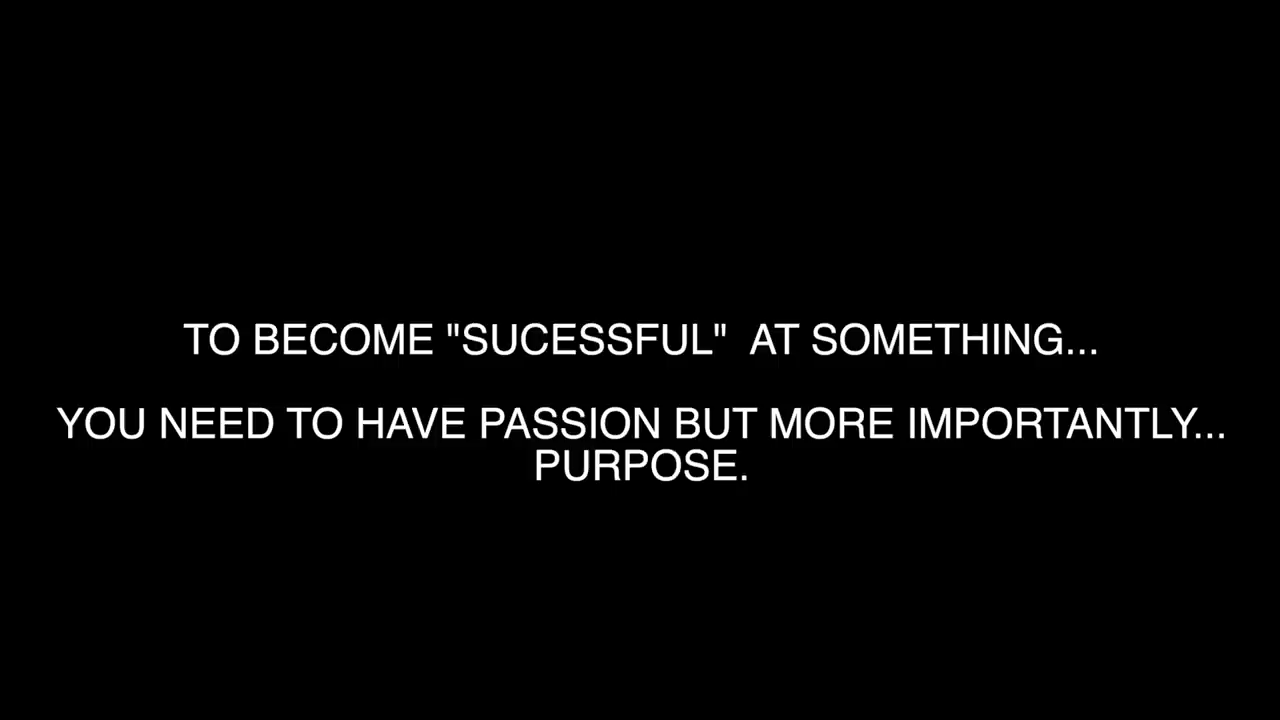 TO BECOME "SUCESSFUL"  AT SOMETHING...
YOU NEED TO HAVE PASSION BUT MORE IMPORTANTLY...
PURPOSE.